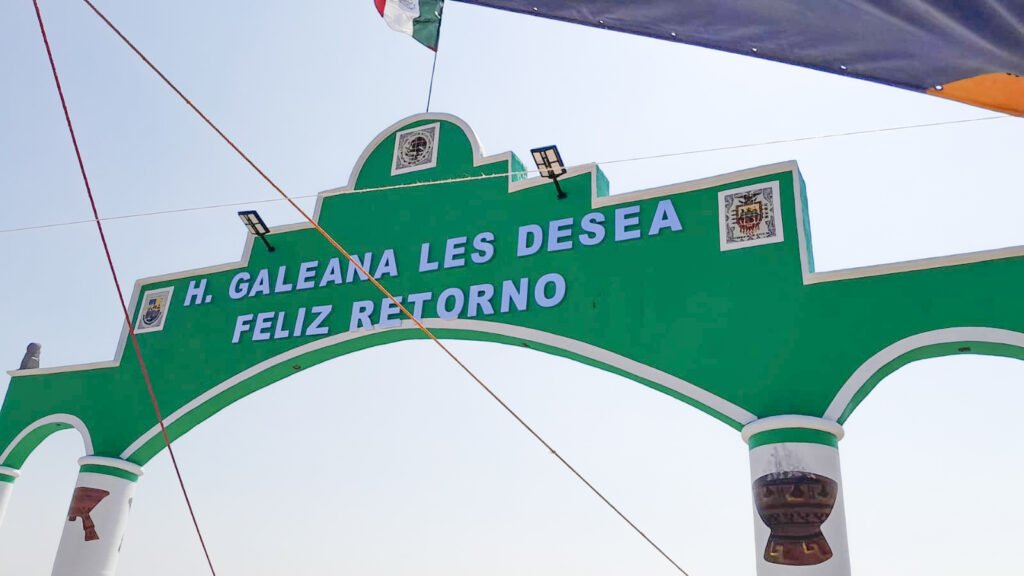 H. GALEANA LES DESEA
FELIZ RETORNO